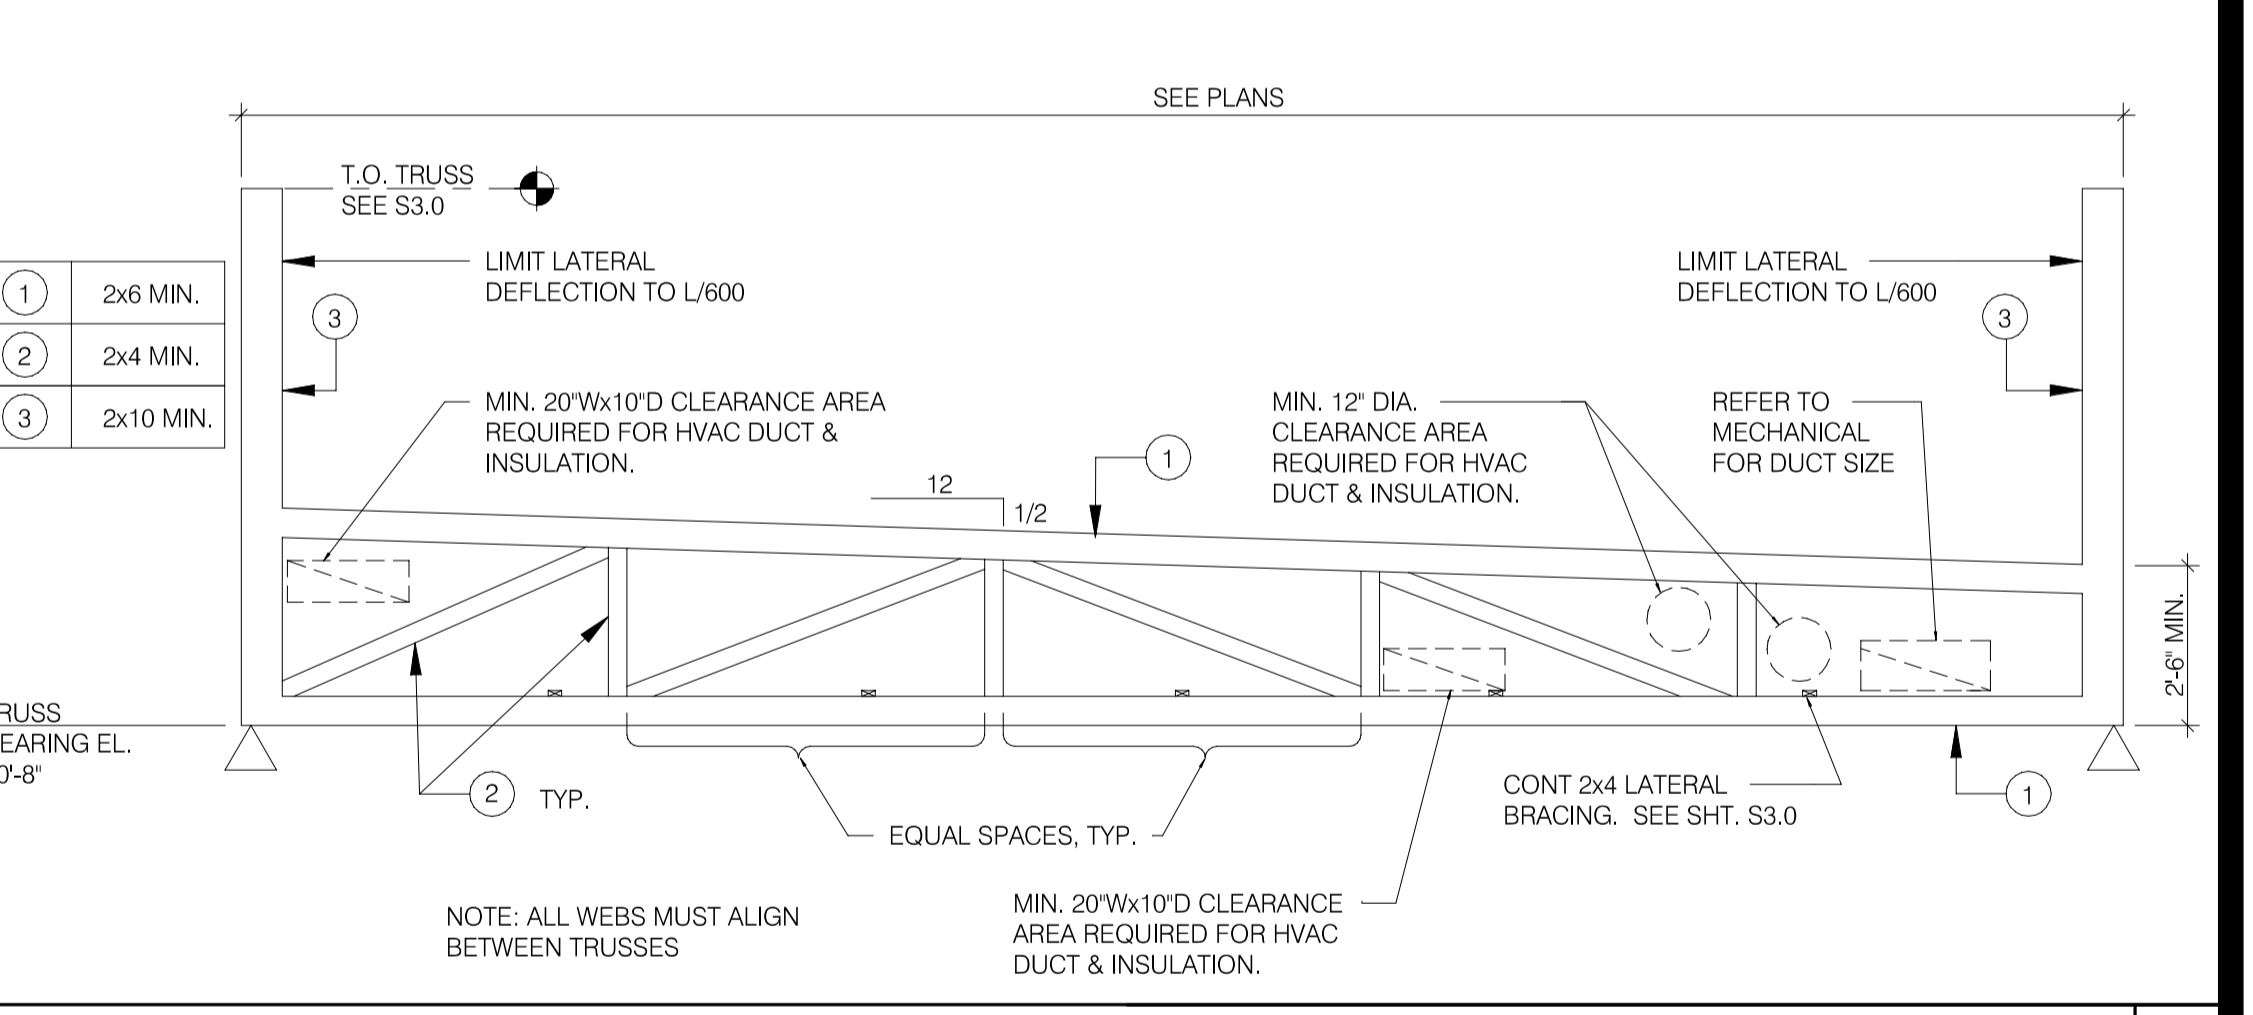 SEE PLANS
T.O. TRUSS
SEE S3.0
LIMIT LATERAL
DEFLECTION TO L/600
LIMIT LATERAL
DEFLECTION TO L/600
1 2x6 MIN.
2 2x4 MIN.
3 2x10 MIN.
3
3
MIN. 20"Wx10"D CLEARANCE AREA
REQUIRED FOR HVAC DUCT &
INSULATION.
MIN. 12" DIA.
CLEARANCE AREA
REQUIRED FOR HVAC
DUCT & INSULATION.
REFER TO
MECHANICAL
FOR DUCT SIZE
1
12
1/2
2'-6" MIN.
RUSS
EARING EL.
0'-8"
2 TYP.
EQUAL SPACES, TYP.
CONT 2x4 LATERAL
BRACING. SEE SHT. S3.0
1
NOTE: ALL WEBS MUST ALIGN
BETWEEN TRUSSES
MIN. 20"Wx10"D CLEARANCE
AREA REQUIRED FOR HVAC
DUCT & INSULATION.